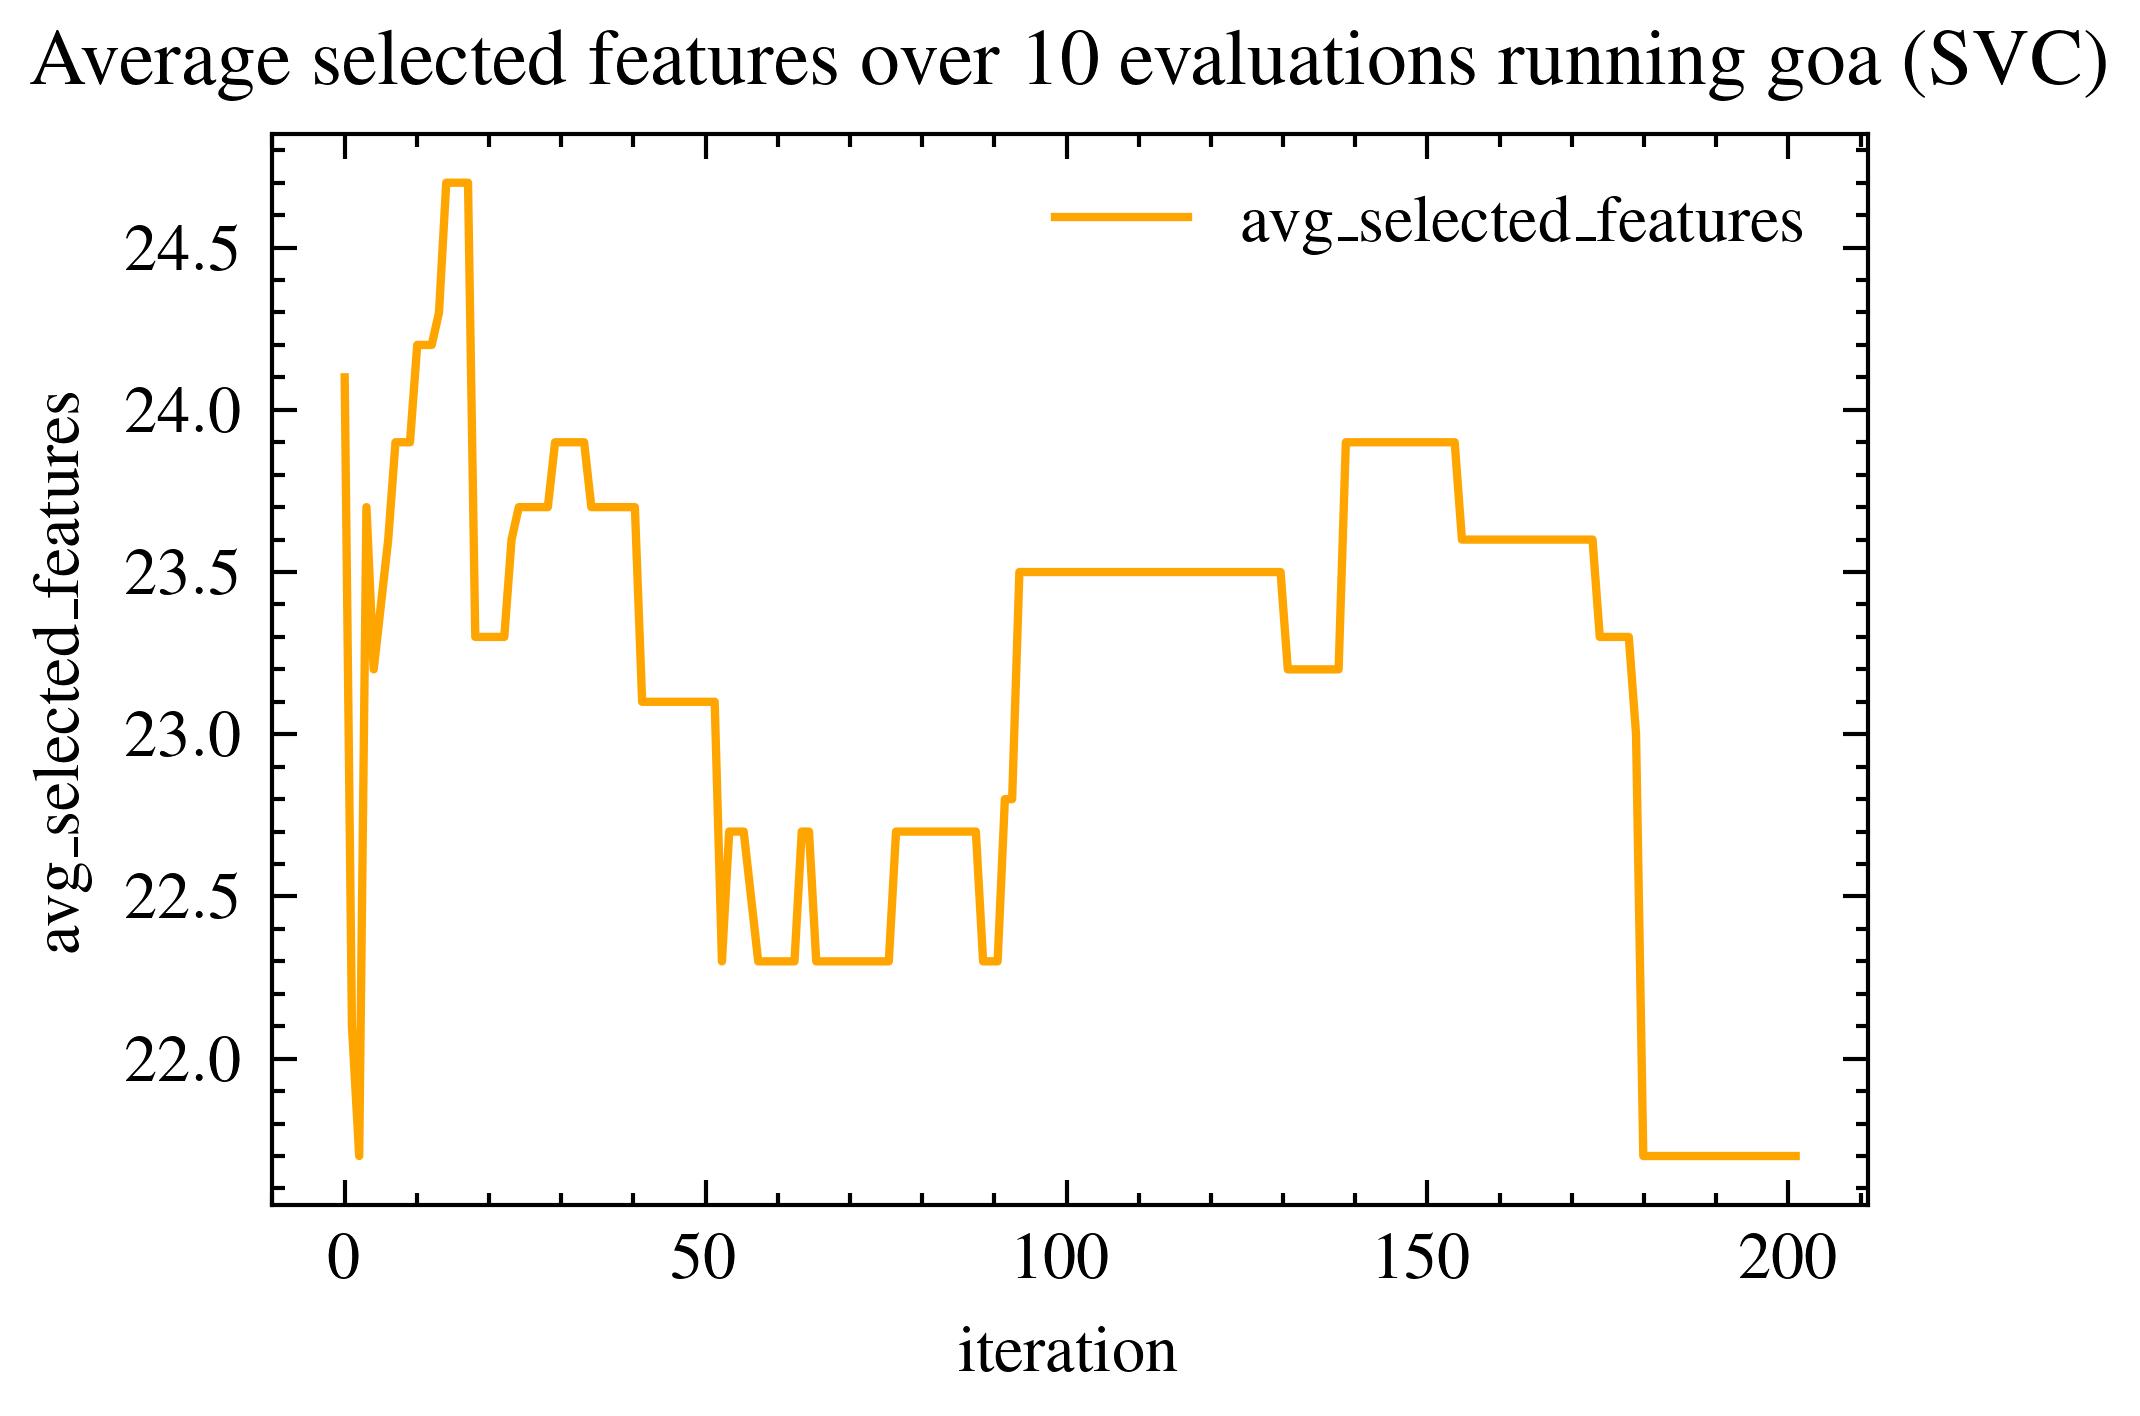 Average selected features over 10 evaluations running goa (SVC)
avg_selected_features
24.5
24.0
23.5
23.0
22.5
22.0
avg_selected_features
0 50 100 150 200
iteration